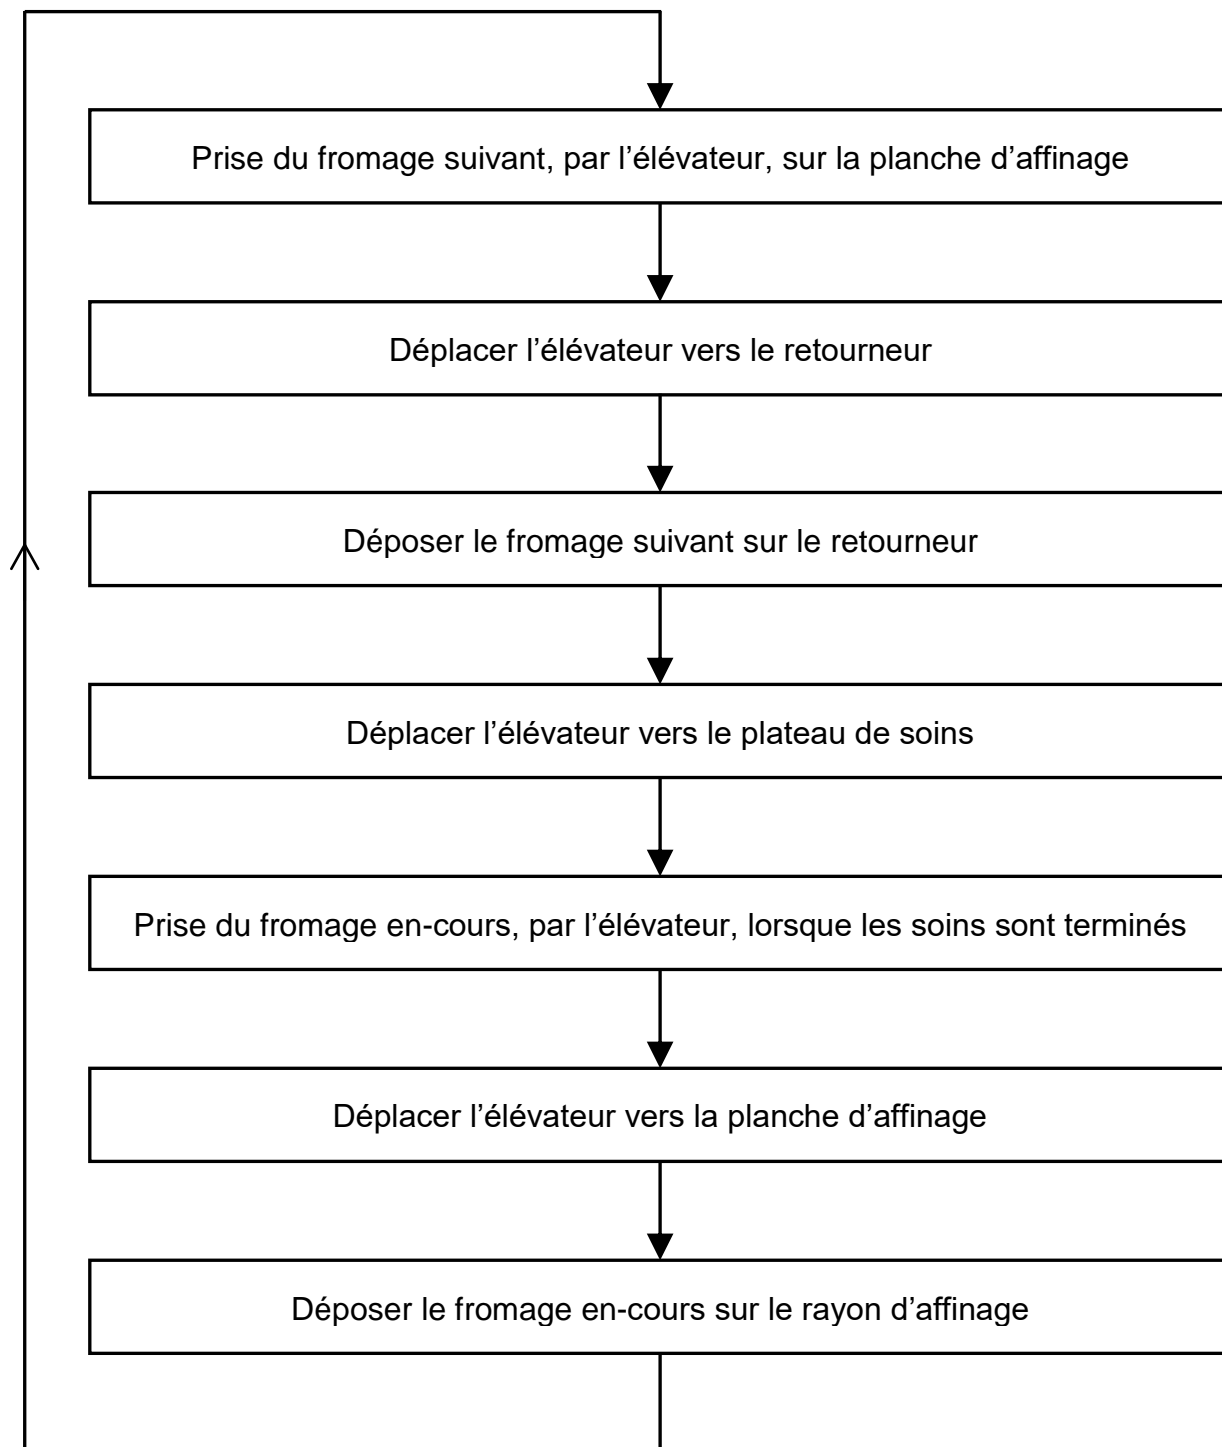 Prise du fromage suivant, par l’élévateur, sur la planche d’affinage
Déplacer l’élévateur vers le retourneur
Déposer le fromage suivant sur le retourneur
Déplacer l’élévateur vers le plateau de soins
Prise du fromage en-cours, par l’élévateur, lorsque les soins sont terminés
Déplacer l’élévateur vers la planche d’affinage
Déposer le fromage en-cours sur le rayon d’affinage